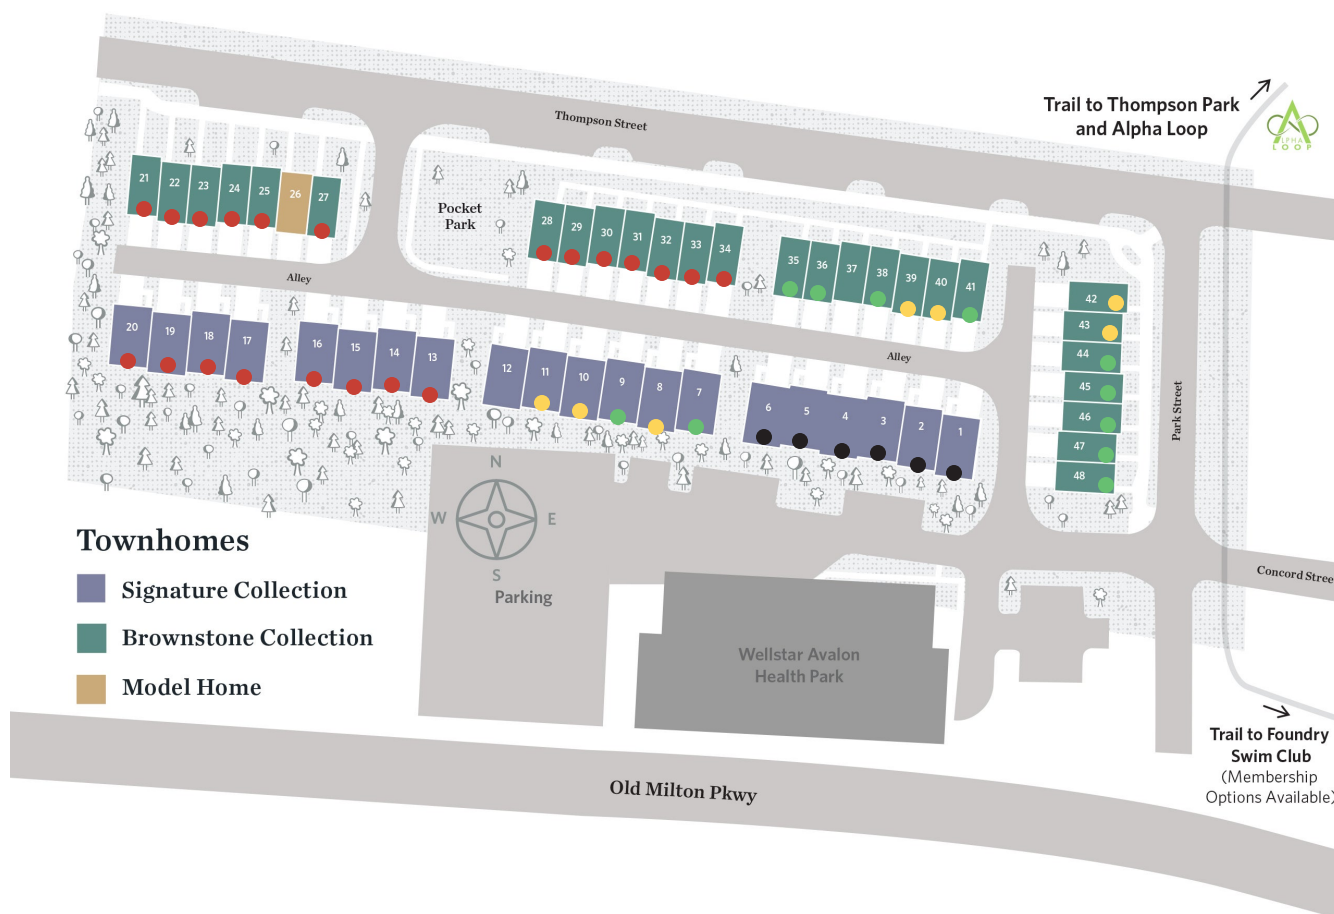 Thompson Street
Trail to Thompson Park
and Alpha Loop
ALPHA
LOOP
21
22
23
24
25
26
27
Pocket
Park
28
29
30
31
32
33
34
35
36
37
38
39
40
41
42
43
44
45
46
47
48
Alley
Alley
Park Street
20
19
18
17
16
15
14
13
12
11
10
9
8
7
6
5
4
3
2
1
N
W
E
S
Parking
Townhomes
Signature Collection
Brownstone Collection
Model Home
Wellstar Avalon
Health Park
Concord Stree
Trail to Foundry
Swim Club
(Membership
Options Available)
Old Milton Pkwy